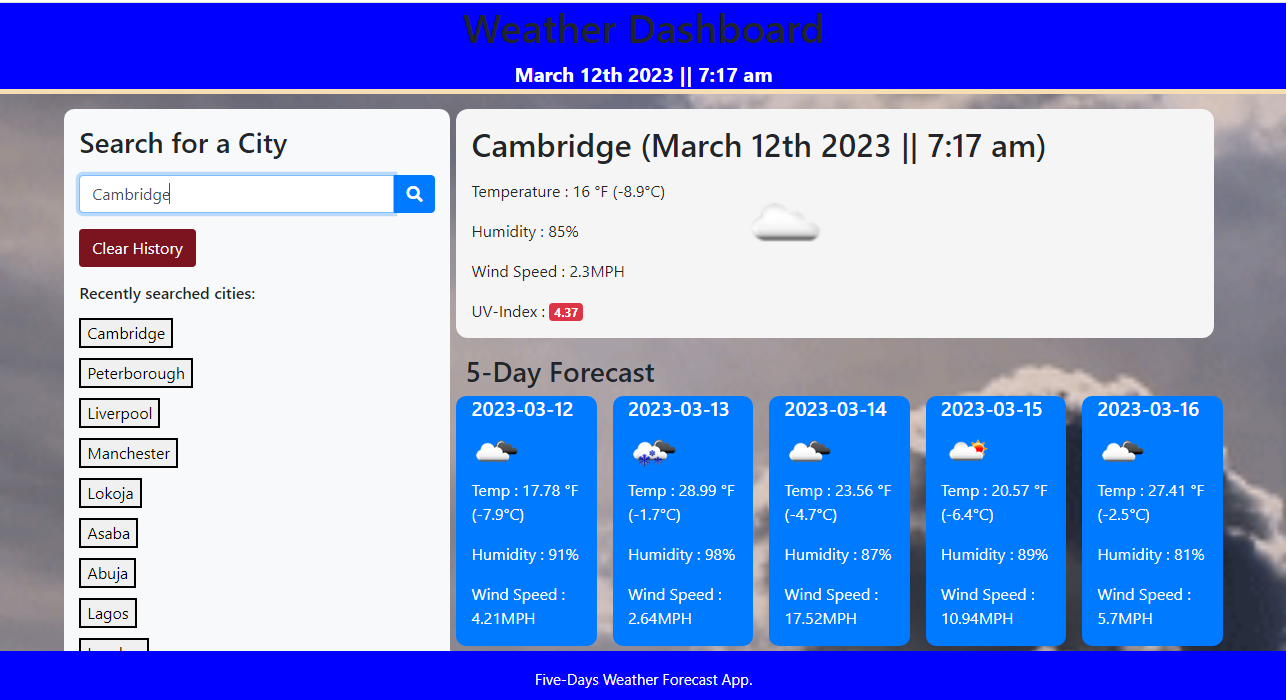 Weather Dashboard
March 12th 2023 || 7:17 am
Search for a City
Cambridge
Clear History
Recently searched cities:
Cambridge
Peterborough
Liverpool
Manchester
Lokoja
Asaba
Abuja
Lagos
Cambridge (March 12th 2023 || 7:17 am)
Temperature : 16 °F (-8.9°C)
Humidity : 85%
Wind Speed : 2.3MPH
UV-Index : 4.37
5-Day Forecast
2023-03-12
Temp : 17.78 °F
(-7.9°C)
Humidity : 91%
Wind Speed :
4.21MPH
2023-03-13
Temp : 28.99 °F
(-1.7°C)
Humidity : 98%
Wind Speed :
2.64MPH
2023-03-14
Temp : 23.56 °F
(-4.7°C)
Humidity : 87%
Wind Speed :
17.52MPH
2023-03-15
Temp : 20.57 °F
(-6.4°C)
Humidity : 89%
Wind Speed :
10.94MPH
2023-03-16
Temp : 27.41 °F
(-2.5°C)
Humidity : 81%
Wind Speed :
5.7MPH
Five-Days Weather Forecast App.